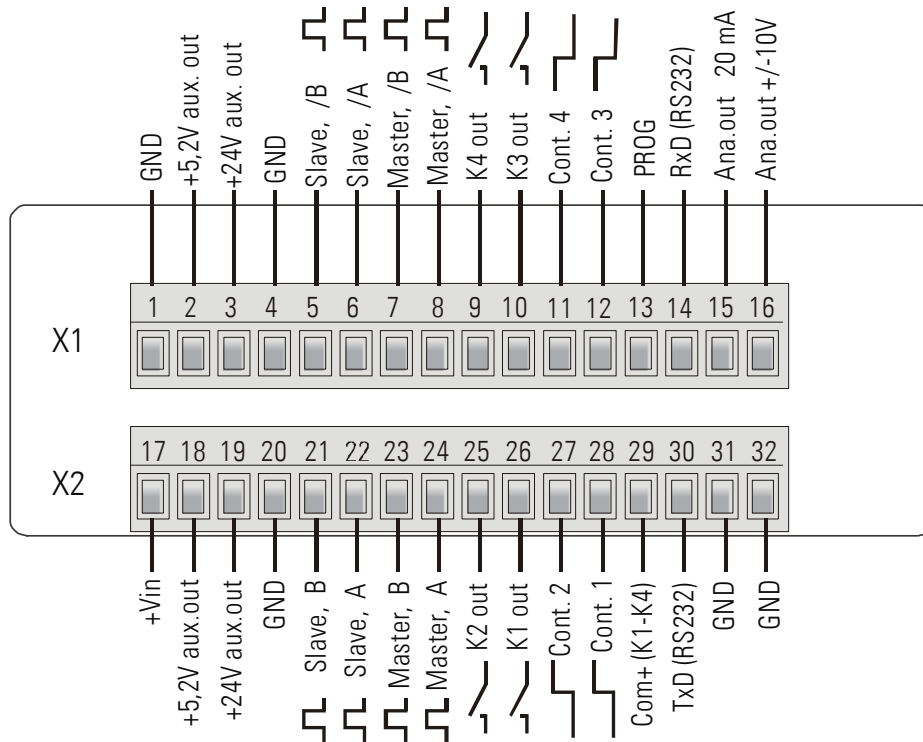 GND
+5,2V aux. out
+24V aux. out
GND
Slave, /B
Slave, /A
Master, /B
Master, /A
K4 out
K3 out
Cont. 4
Cont. 3
PROG
RxD (RS232)
Ana.out 20 mA
Ana.out +/-10V
1 2 3 4 5 6 7 8 9 10 11 12 13 14 15 16
X1
17 18 19 20 21 22 23 24 25 26 27 28 29 30 31 32
X2
+Vin
+5,2V aux.out
+24V aux.out
GND
Slave, B
Slave, A
Master, B
Master, A
K2 out
K1 out
Cont. 2
Cont. 1
Com+ (K1-K4)
TxD (RS232)
GND
GND